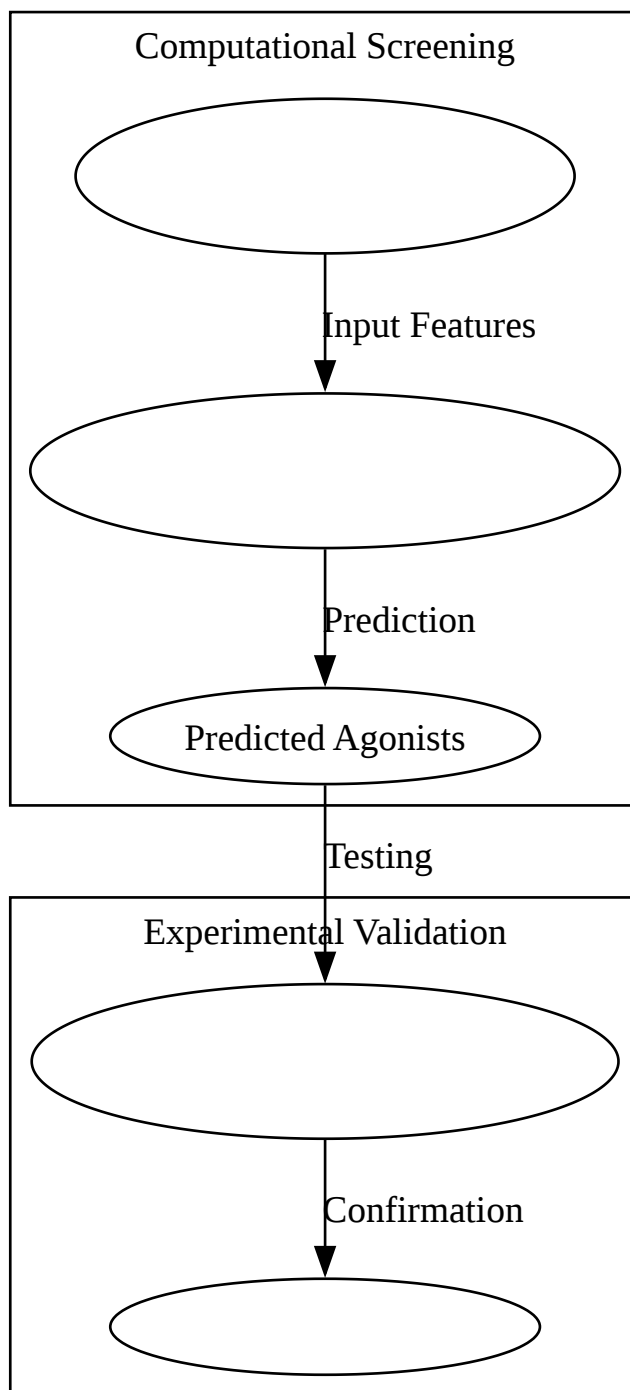 Computational Screening
Input Features
Prediction
Predicted Agonists
Testing
Experimental Validation
Confirmation